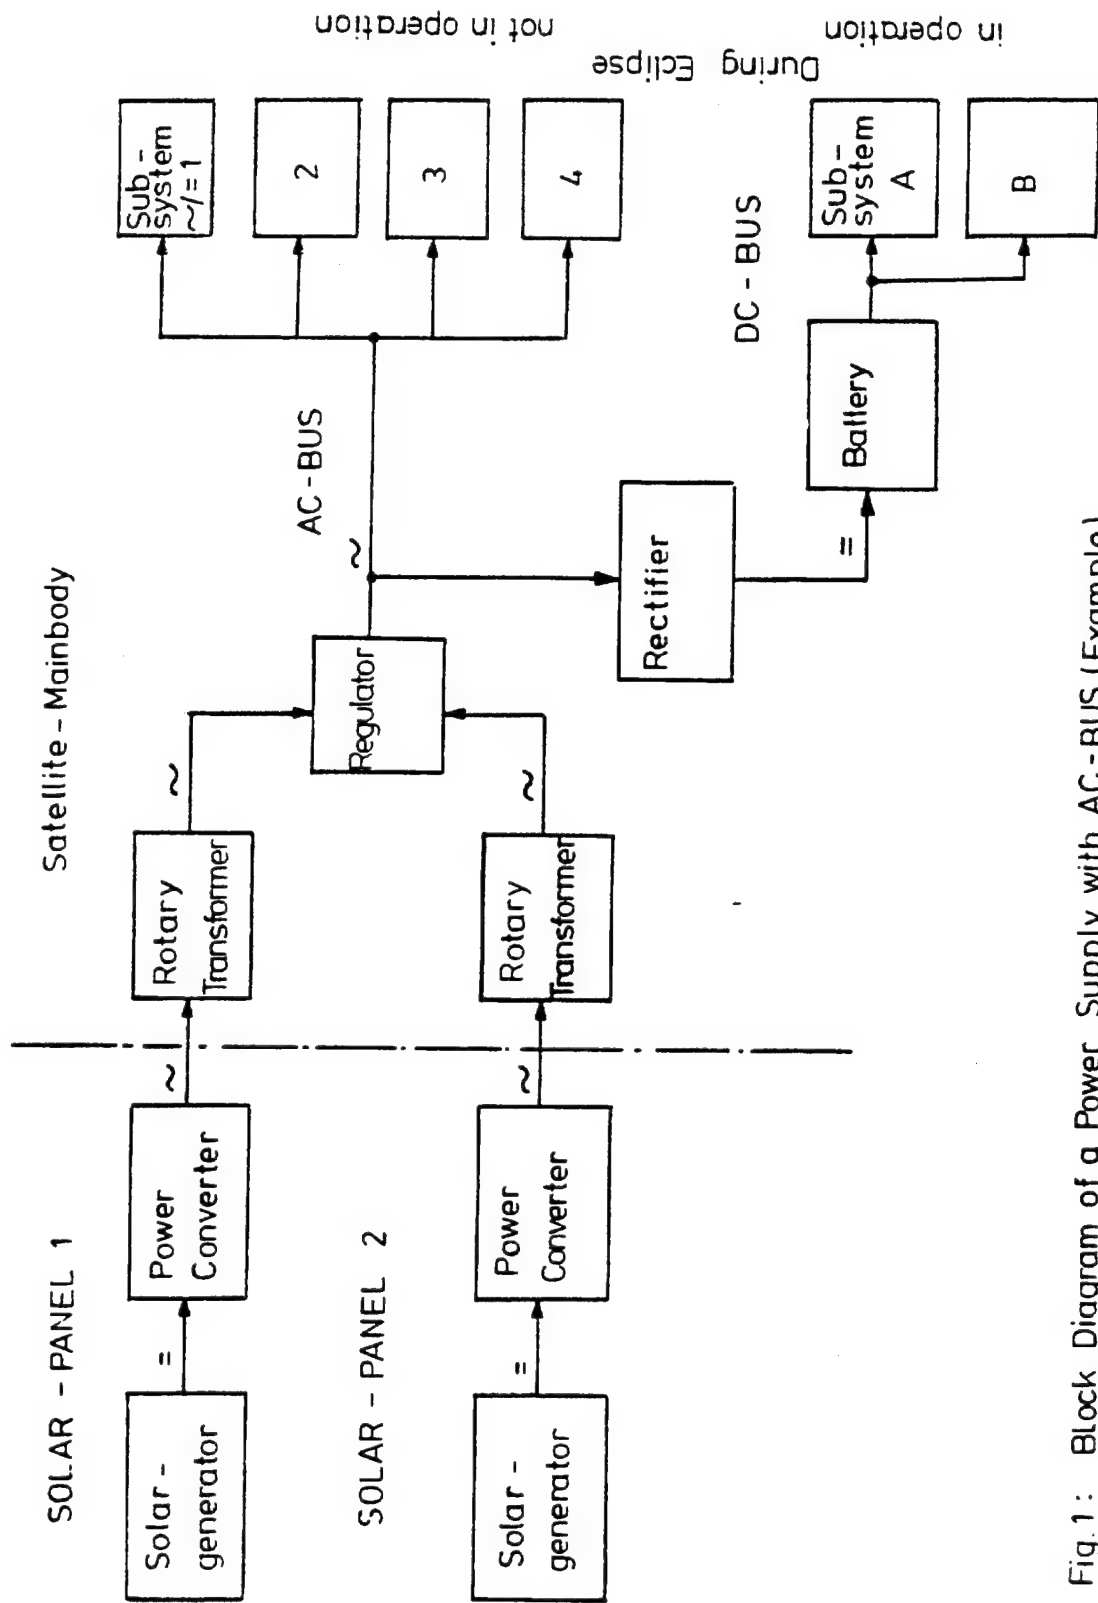 SOLAR - PANEL 1
Solar -
generator
=
Power
Converter
~
SOLAR - PANEL 2
Solar -
generator
=
Power
Converter
~
Satellite - Mainbody
Rotary
Transformer
~
Rotary
Transformer
~
Regulator
~
AC-BUS
Rectifier
=
Battery
DC - BUS
Sub -
system
~/= 1
2
3
4
Sub-
system
A
B
During Eclipse
not in operation
in operation
Fig. 1: Block Diagram of a Power Supply with AC-BUS (Example)